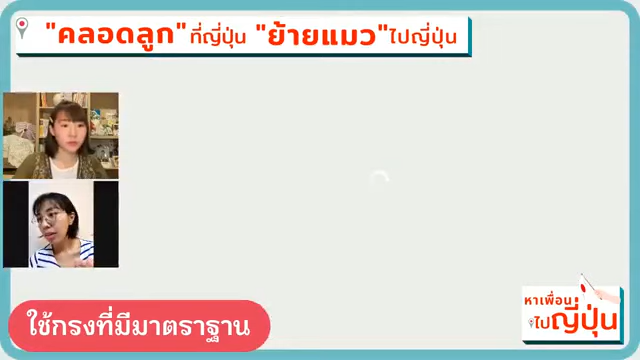 "คลอดลูก" ที่ญี่ปุ่น "ย้ายแมว" ไปญี่ปุ่น
ใช้กรงที่มีมาตราฐาน
หาเพื่อน
ไปญี่ปุ่น